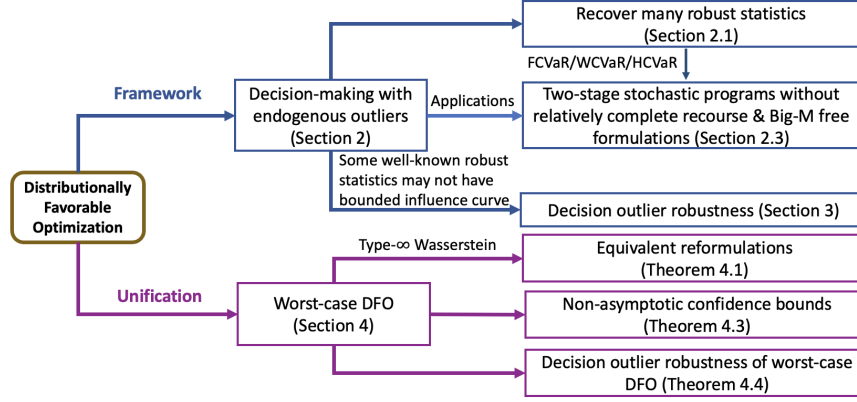 Recover many robust statistics
(Section 2.1)
FCVaR/WCVaR/HCVaR
Framework
Decision-making with
endogenous outliers
(Section 2)
Applications
Two-stage stochastic programs without
relatively complete recourse & Big-M free
formulations (Section 2.3)
Some well-known robust
statistics may not have
bounded influence curve
Decision outlier robustness (Section 3)
Distributionally
Favorable
Optimization
Type-∞ Wasserstein
Equivalent reformulations
(Theorem 4.1)
Unification
Worst-case DFO
(Section 4)
Non-asymptotic confidence bounds
(Theorem 4.3)
Decision outlier robustness of worst-case
DFO (Theorem 4.4)